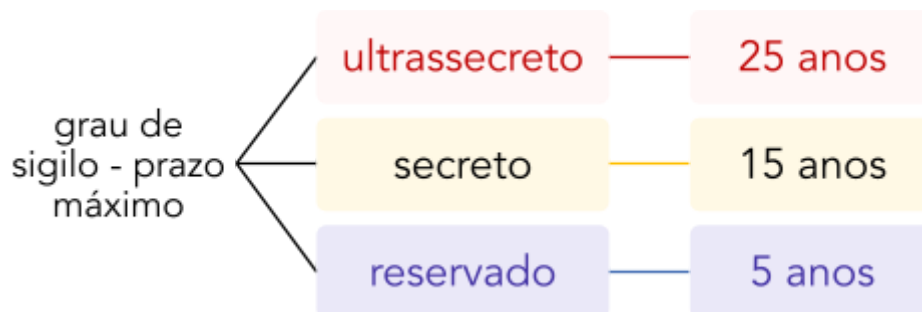 grau de
sigilo - prazo
máximo
ultrassecreto
25 anos
secreto
15 anos
reservado
5 anos